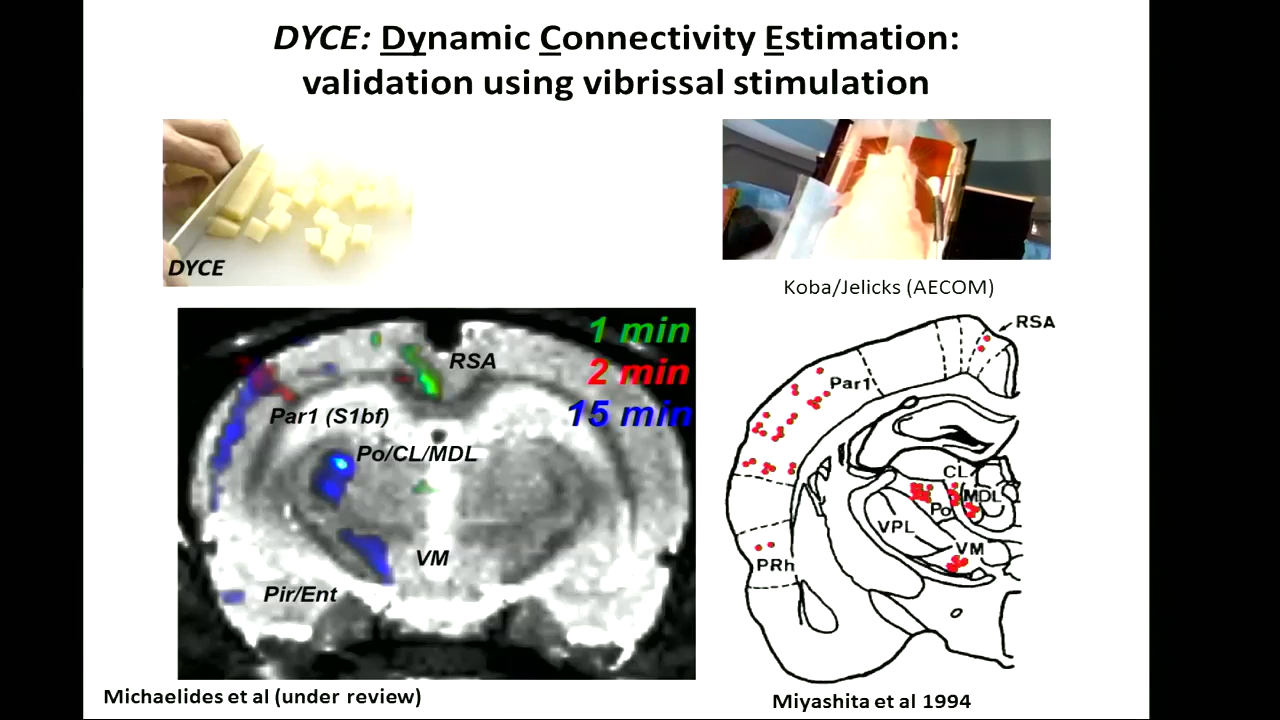 DYCE: Dynamic Connectivity Estimation:
validation using vibrissal stimulation
DYCE
Koba/Jelicks (AECOM)
1 min
2 min
15 min
RSA
Par1 (S1bf)
Po/CL/MDL
VM
Pir/Ent
RSA
Par1
CL
MDL
Po
VPL
VM
PRh
Michaelides et al (under review)
Miyashita et al 1994